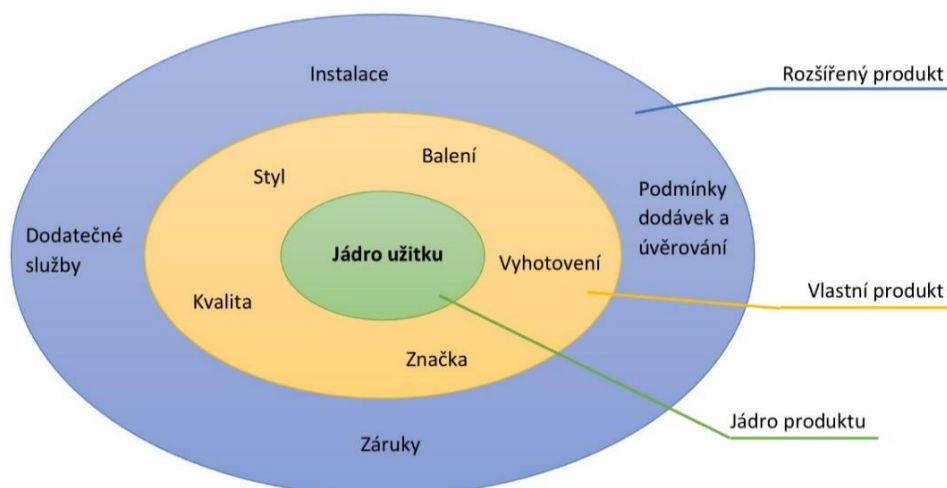 Instalace
Rozšířený produkt
Balení
Styl
Podmínky
dodávek a
úvěrování
Dodatečné
služby
Jádro užitku
Vyhotovení
Vlastní produkt
Kvalita
Značka
Jádro produktu
Záruky